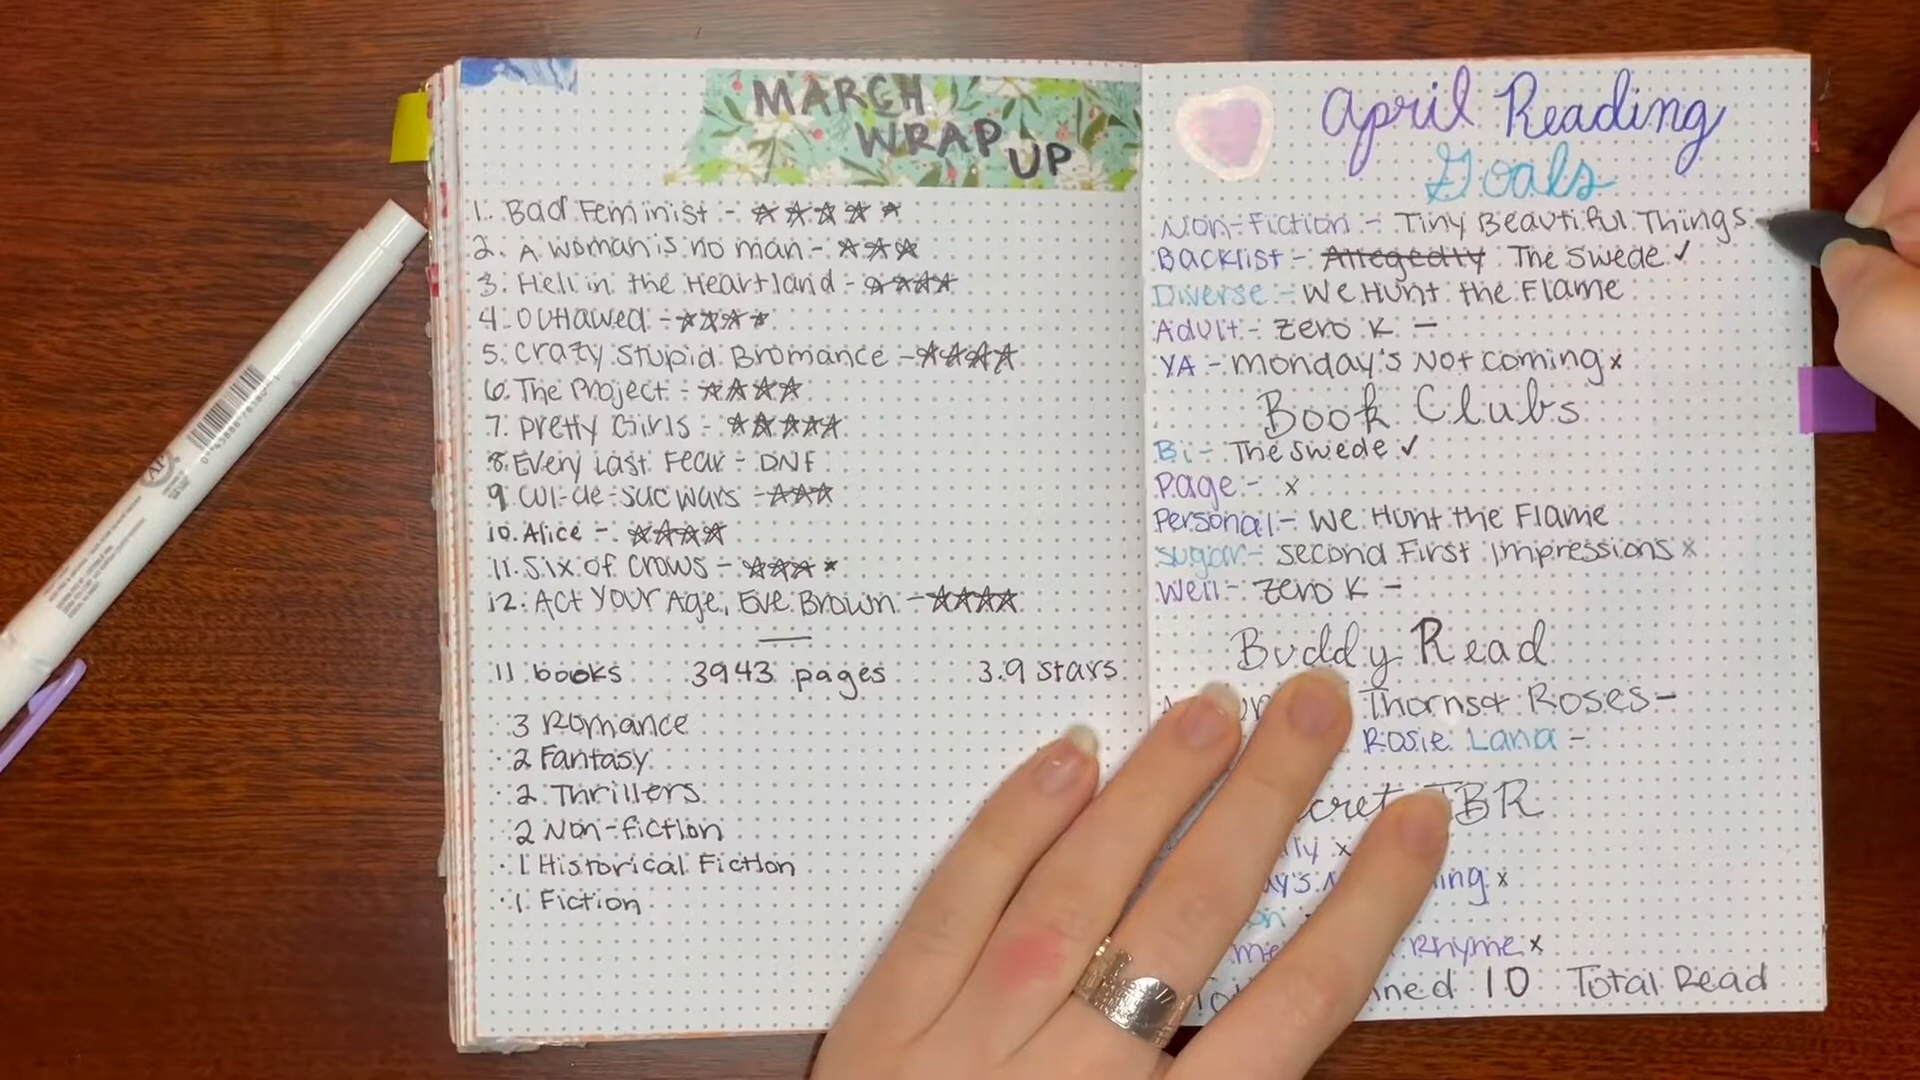 MARCH
WRAP
UP
1. Bad Feminist -
2. A woman is no man -
3. Hell in the Heartland -
4. Outlawed -
5. Crazy Stupid Bromance -
6. The Project -
7. Pretty Girls -
8. Every Last Fear - DNF
9. Cul-de-sac Wars -
10. Alice -
11. Six of Crows -
12. Act Your Age, Eve Brown -
11 books 3943 pages 3.9 stars
3 Romance
2 Fantasy
2 Thrillers
2 Non-fiction
1 Historical Fiction
1 Fiction
April Reading
Goals
Non-Fiction - Tiny Beautiful Things
Backlist - Allegedly The Swede ✓
Diverse - We Hunt the Flame
Adult - Zero K -
YA - Monday's Not Coming x
Book Clubs
Bi - The Swede ✓
Page - x
Personal - We Hunt the Flame
Sugar - Second First Impressions x
Well - Zero K -
Buddy Read
Thorns & Roses -
Rosie Lana -
TBR
x
x
Rhyme x
10 Total Read